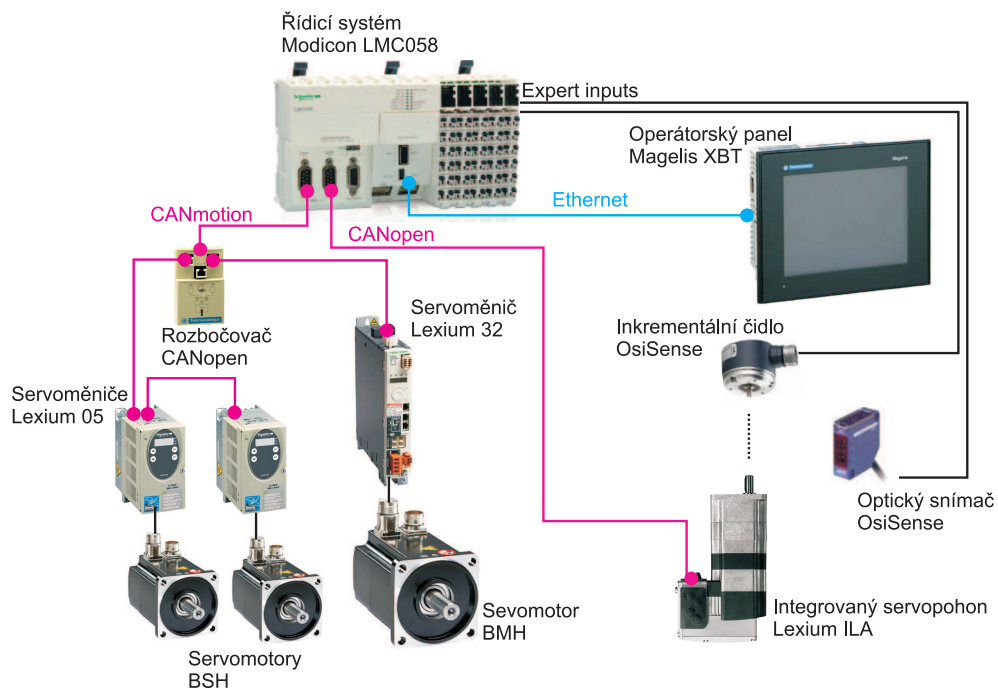 Řídicí systém
Modicon LMC058
Expert inputs
Operátorský panel
Magelis XBT
Magelis
Ethernet
CANmotion
CANopen
Servoměnič
Lexium 32
Inkrementální čidlo
OsiSense
Rozbočovač
CANopen
Servoměniče
Lexium 05
Optický snímač
OsiSense
Sevomotor
BMH
Integrovaný servopohon
Lexium ILA
Servomotory
BSH